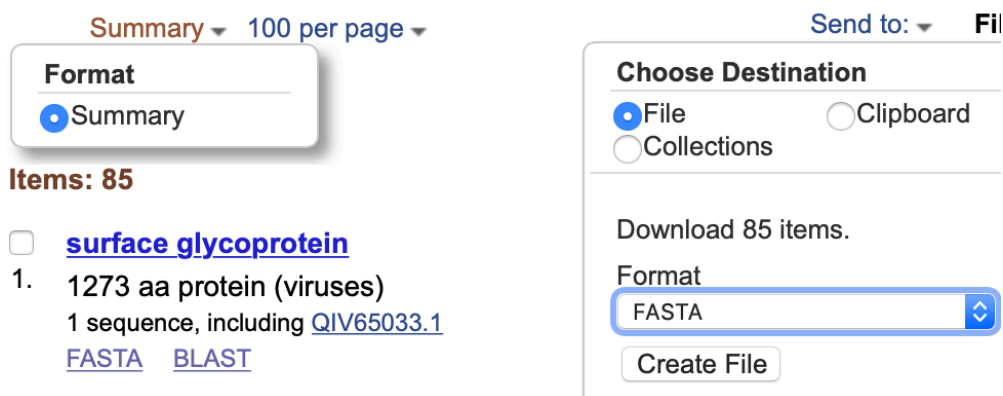 Summary 100 per page
Format
Summary
Items: 85
surface glycoprotein
1. 1273 aa protein (viruses)
1 sequence, including QIV65033.1
FASTA BLAST
Send to:
Choose Destination
File Clipboard
Collections
Download 85 items.
Format
FASTA
Create File